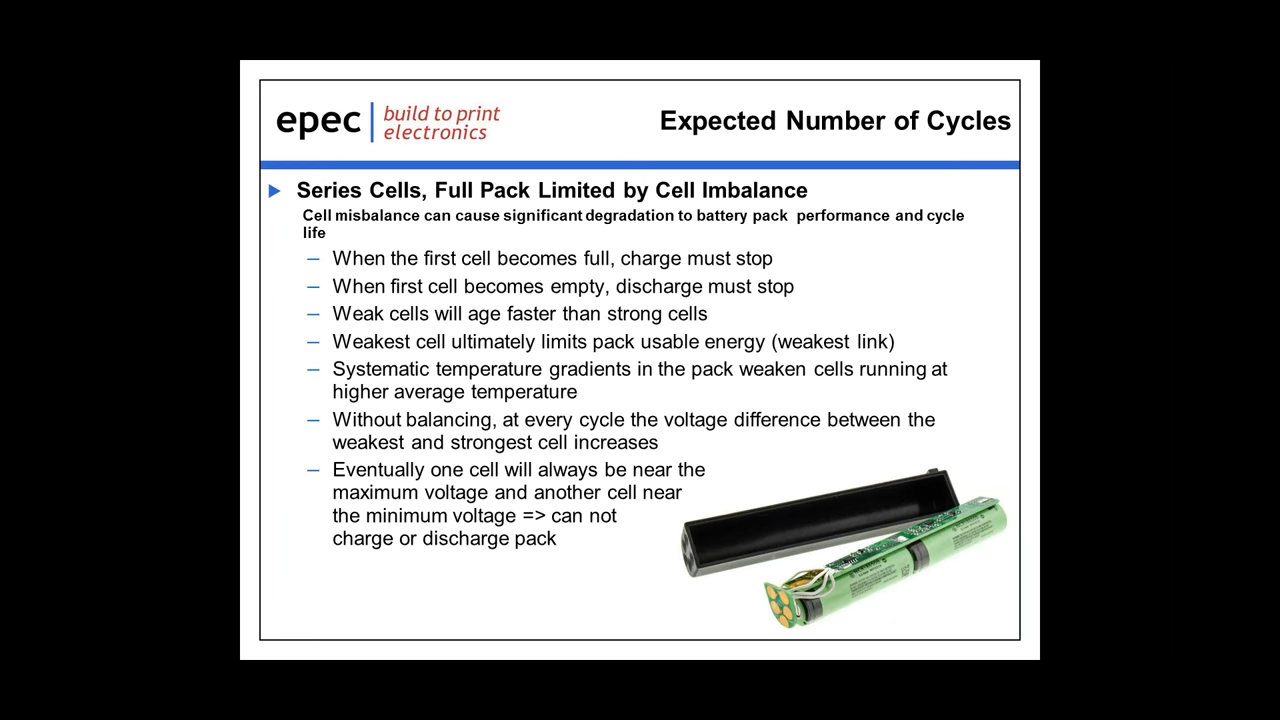 epec
build to print
electronics
Expected Number of Cycles
Series Cells, Full Pack Limited by Cell Imbalance
Cell misbalance can cause significant degradation to battery pack performance and cycle
life
– When the first cell becomes full, charge must stop
– When first cell becomes empty, discharge must stop
– Weak cells will age faster than strong cells
– Weakest cell ultimately limits pack usable energy (weakest link)
– Systematic temperature gradients in the pack weaken cells running at
higher average temperature
– Without balancing, at every cycle the voltage difference between the
weakest and strongest cell increases
– Eventually one cell will always be near the
maximum voltage and another cell near
the minimum voltage => can not
charge or discharge pack